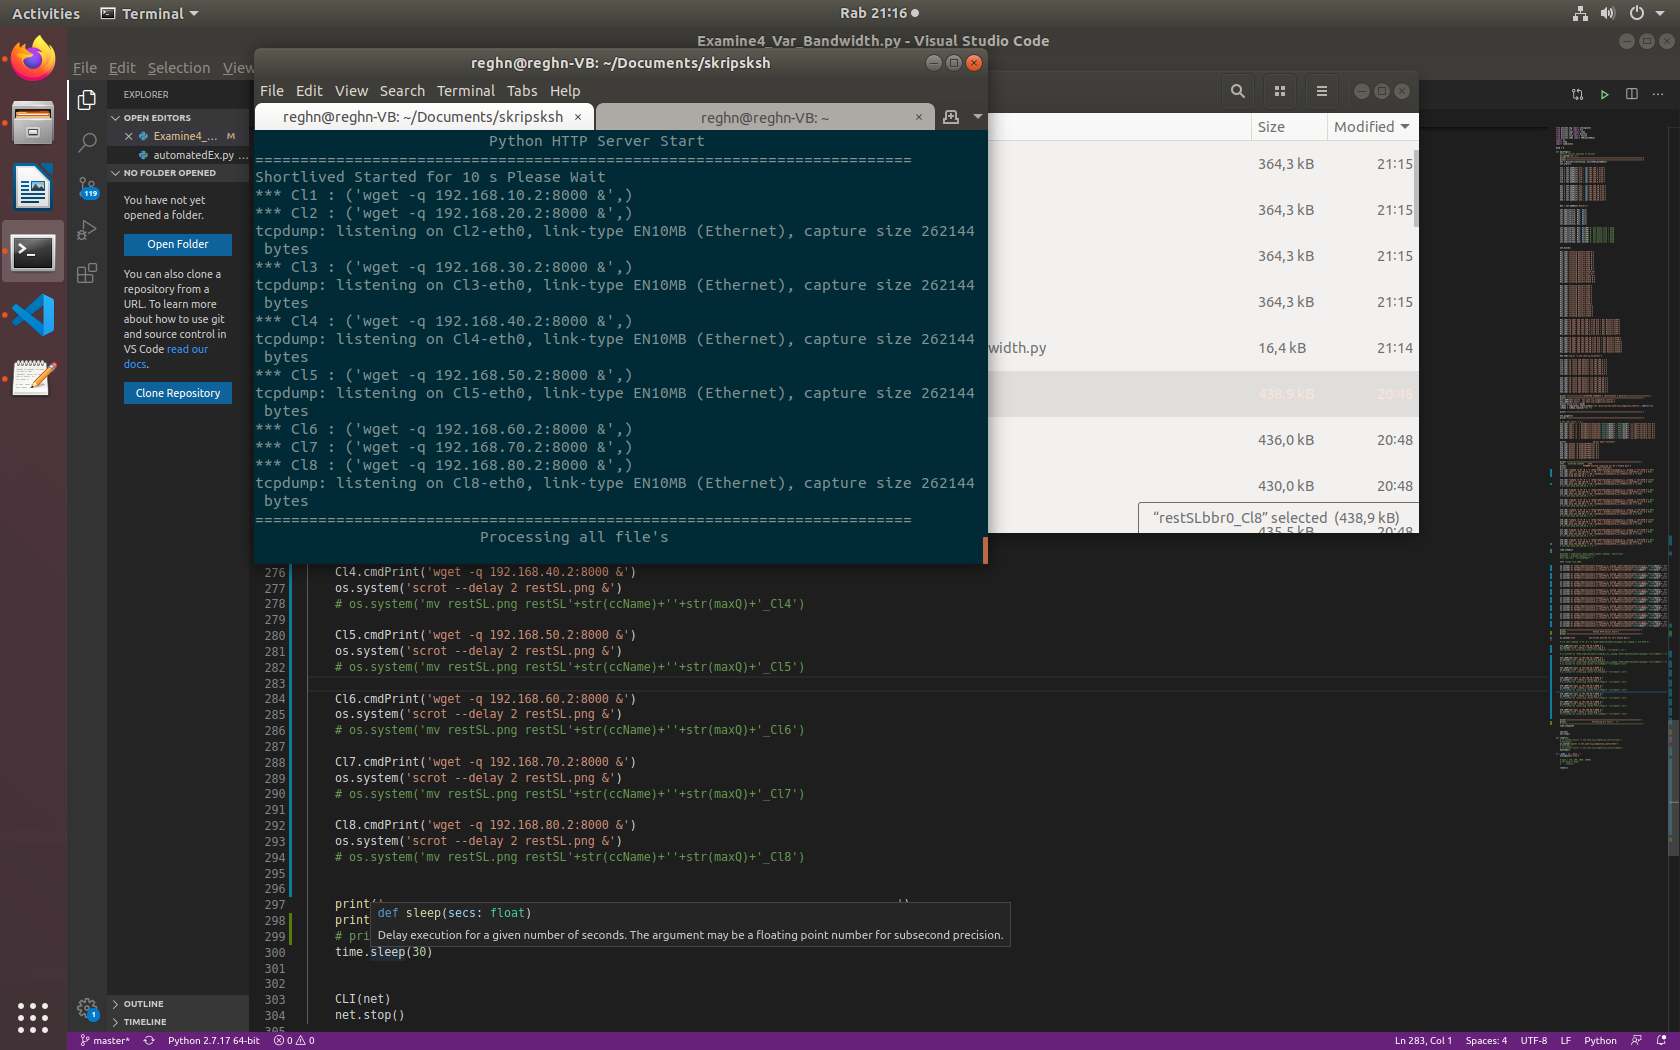 Activities
Terminal
Rab 21:16
Examine4_Var_Bandwidth.py - Visual Studio Code
File Edit Selection View
EXPLORER
OPEN EDITORS
Examine4_... M
automatedEx.py ...
NO FOLDER OPENED
You have not yet
opened a folder.
Open Folder
You can also clone a
repository from a
URL. To learn more
about how to use git
and source control in
VS Code read our
docs.
Clone Repository
119
OUTLINE
TIMELINE
1
reghn@reghn-VB: ~/Documents/skripsksh
File Edit View Search Terminal Tabs Help
reghn@reghn-VB: ~/Documents/skripsksh ×
reghn@reghn-VB: ~ ×
Python HTTP Server Start
=========================================================================
Shortlived Started for 10 s Please Wait
*** Cl1 : ('wget -q 192.168.10.2:8000 &',)
*** Cl2 : ('wget -q 192.168.20.2:8000 &',)
tcpdump: listening on Cl2-eth0, link-type EN10MB (Ethernet), capture size 262144
bytes
*** Cl3 : ('wget -q 192.168.30.2:8000 &',)
tcpdump: listening on Cl3-eth0, link-type EN10MB (Ethernet), capture size 262144
bytes
*** Cl4 : ('wget -q 192.168.40.2:8000 &',)
tcpdump: listening on Cl4-eth0, link-type EN10MB (Ethernet), capture size 262144
bytes
*** Cl5 : ('wget -q 192.168.50.2:8000 &',)
tcpdump: listening on Cl5-eth0, link-type EN10MB (Ethernet), capture size 262144
bytes
*** Cl6 : ('wget -q 192.168.60.2:8000 &',)
*** Cl7 : ('wget -q 192.168.70.2:8000 &',)
*** Cl8 : ('wget -q 192.168.80.2:8000 &',)
tcpdump: listening on Cl8-eth0, link-type EN10MB (Ethernet), capture size 262144
bytes
=========================================================================
Processing all file's
Size Modified
364,3 kB 21:15
364,3 kB 21:15
364,3 kB 21:15
364,3 kB 21:15
width.py 16,4 kB 21:14
438,9 kB 20:48
436,0 kB 20:48
430,0 kB 20:48
435,5 kB 20:48
“restSLbbr0_Cl8” selected (438,9 kB)
276 Cl4.cmdPrint('wget -q 192.168.40.2:8000 &')
277 os.system('scrot --delay 2 restSL.png &')
278 # os.system('mv restSL.png restSL'+str(ccName)+''+str(maxQ)+'_Cl4')
279
280 Cl5.cmdPrint('wget -q 192.168.50.2:8000 &')
281 os.system('scrot --delay 2 restSL.png &')
282 # os.system('mv restSL.png restSL'+str(ccName)+''+str(maxQ)+'_Cl5')
283
284 Cl6.cmdPrint('wget -q 192.168.60.2:8000 &')
285 os.system('scrot --delay 2 restSL.png &')
286 # os.system('mv restSL.png restSL'+str(ccName)+''+str(maxQ)+'_Cl6')
287
288 Cl7.cmdPrint('wget -q 192.168.70.2:8000 &')
289 os.system('scrot --delay 2 restSL.png &')
290 # os.system('mv restSL.png restSL'+str(ccName)+''+str(maxQ)+'_Cl7')
291
292 Cl8.cmdPrint('wget -q 192.168.80.2:8000 &')
293 os.system('scrot --delay 2 restSL.png &')
294 # os.system('mv restSL.png restSL'+str(ccName)+''+str(maxQ)+'_Cl8')
295
296
297 print('
298 print
299 # pri
300 time.sleep(30)
301
302
303 CLI(net)
304 net.stop()
305
def sleep(secs: float)
Delay execution for a given number of seconds. The argument may be a floating point number for subsecond precision.
master* Python 2.7.17 64-bit 0 0
Ln 283, Col 1 Spaces: 4 UTF-8 LF Python